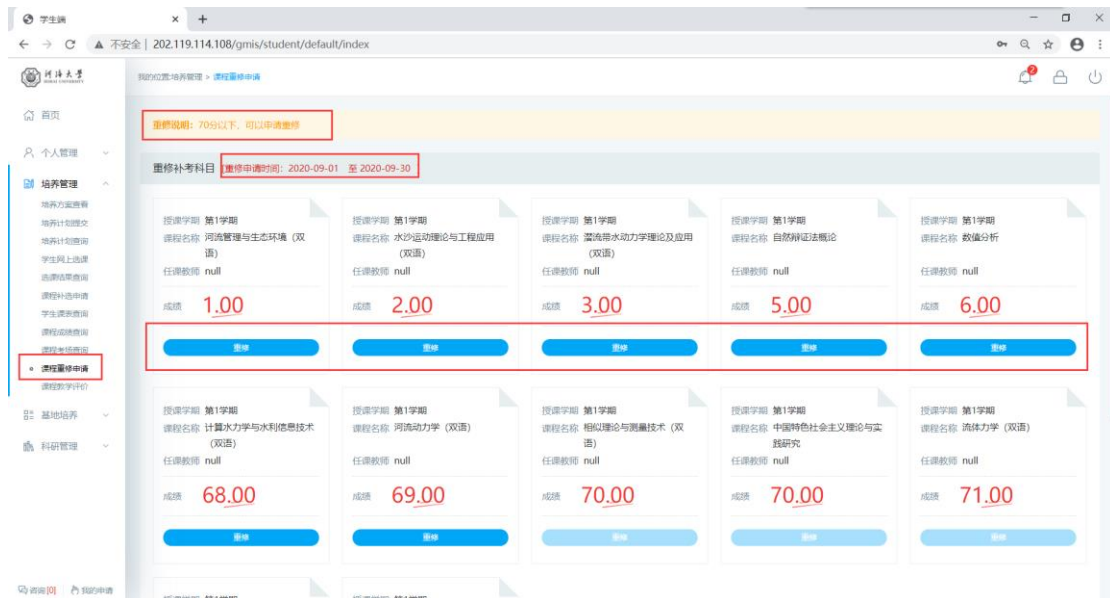 学生端
不安全 | 202.119.114.108/gmis/student/default/index
河海大学
HOHAI UNIVERSITY
我的位置:培养管理 > 课程重修申请
2
首页
个人管理
培养管理
培养方案查看
培养计划提交
培养计划查询
学生网上选课
选课结果查询
课程补选申请
学生课表查询
课程成绩查询
课程考场查询
课程重修申请
课程教学评价
基地培养
科研管理
咨询[0] 我的申请
重修说明：70分以下，可以申请重修
重修补考科目 [重修申请时间：2020-09-01 至 2020-09-30
授课学期 第1学期
课程名称 河流管理与生态环境（双
语）
任课教师 null
成绩 1.00
重修
授课学期 第1学期
课程名称 水沙运动理论与工程应用
（双语）
任课教师 null
成绩 2.00
重修
授课学期 第1学期
课程名称 潜流带水动力学理论及应用
（双语）
任课教师 null
成绩 3.00
重修
授课学期 第1学期
课程名称 自然辩证法概论
任课教师 null
成绩 5.00
重修
授课学期 第1学期
课程名称 数值分析
任课教师 null
成绩 6.00
重修
授课学期 第1学期
课程名称 计算水力学与水利信息技术
（双语）
任课教师 null
成绩 68.00
重修
授课学期 第1学期
课程名称 河流动力学（双语）
任课教师 null
成绩 69.00
重修
授课学期 第1学期
课程名称 相似理论与测量技术（双
语）
任课教师 null
成绩 70.00
重修
授课学期 第1学期
课程名称 中国特色社会主义理论与实
践研究
任课教师 null
成绩 70.00
重修
授课学期 第1学期
课程名称 流体力学（双语）
任课教师 null
成绩 71.00
重修
授课学期 第1学期
授课学期 第1学期